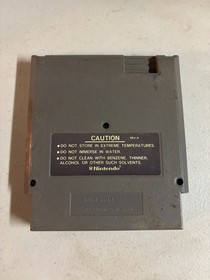 CAUTION
• DO NOT STORE IN EXTREME TEMPERATURES.
• DO NOT IMMERSE IN WATER.
• DO NOT CLEAN WITH BENZENE, THINNER,
ALCOHOL OR OTHER SUCH SOLVENTS.
Nintendo